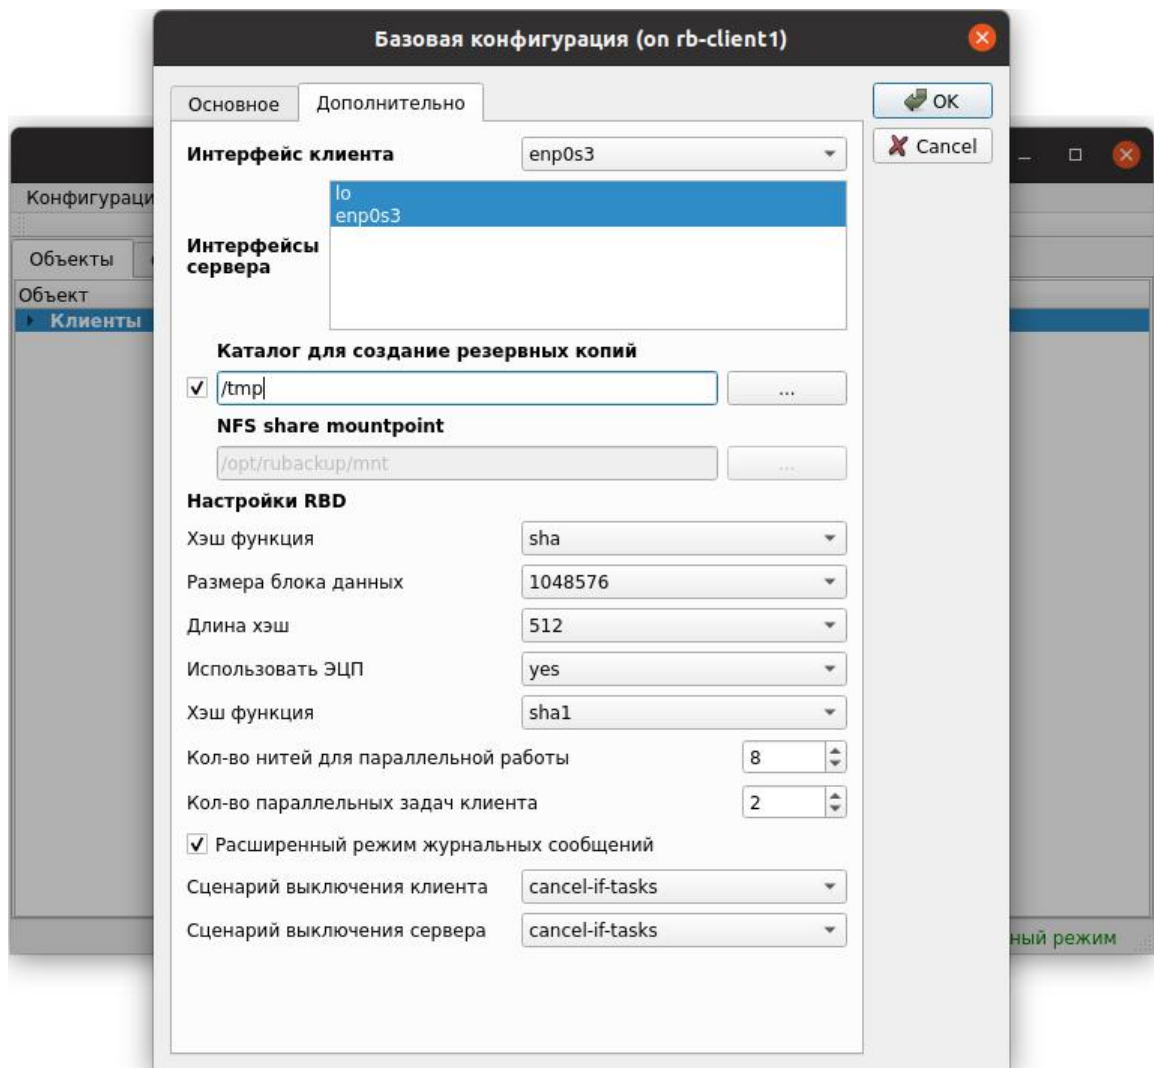 Базовая конфигурация (on rb-client1)
Основное
Дополнительно
OK
Cancel
Интерфейс клиента
enp0s3
Конфигураци
lo
enp0s3
Интерфейсы
сервера
Объекты
Объект
Клиенты
Каталог для создание резервных копий
/tmp
...
NFS share mountpoint
/opt/rubackup/mnt
...
Настройки RBD
Хэш функция
sha
Размера блока данных
1048576
Длина хэш
512
Использовать ЭЦП
yes
Хэш функция
sha1
Кол-во нитей для параллельной работы
8
Кол-во параллельных задач клиента
2
Расширенный режим журнальных сообщений
Сценарий выключения клиента
cancel-if-tasks
Сценарий выключения сервера
cancel-if-tasks
ный режим